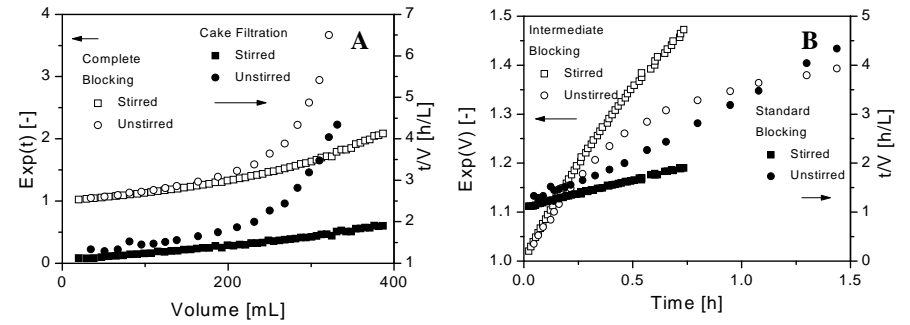 A
Exp(t) [-]
4
3
2
1
0
Complete
Blocking
Stirred
Unstirred
Cake Filtration
Stirred
Unstirred
7
6
5
4
3
2
1
t/V [h/L]
0
200
400
Volume [mL]
B
Exp(V) [-]
1.5
1.4
1.3
1.2
1.1
1.0
Intermediate
Blocking
Stirred
Unstirred
Standard
Blocking
Stirred
Unstirred
5
4
3
2
1
0
t/V [h/L]
0.0
0.5
1.0
1.5
Time [h]